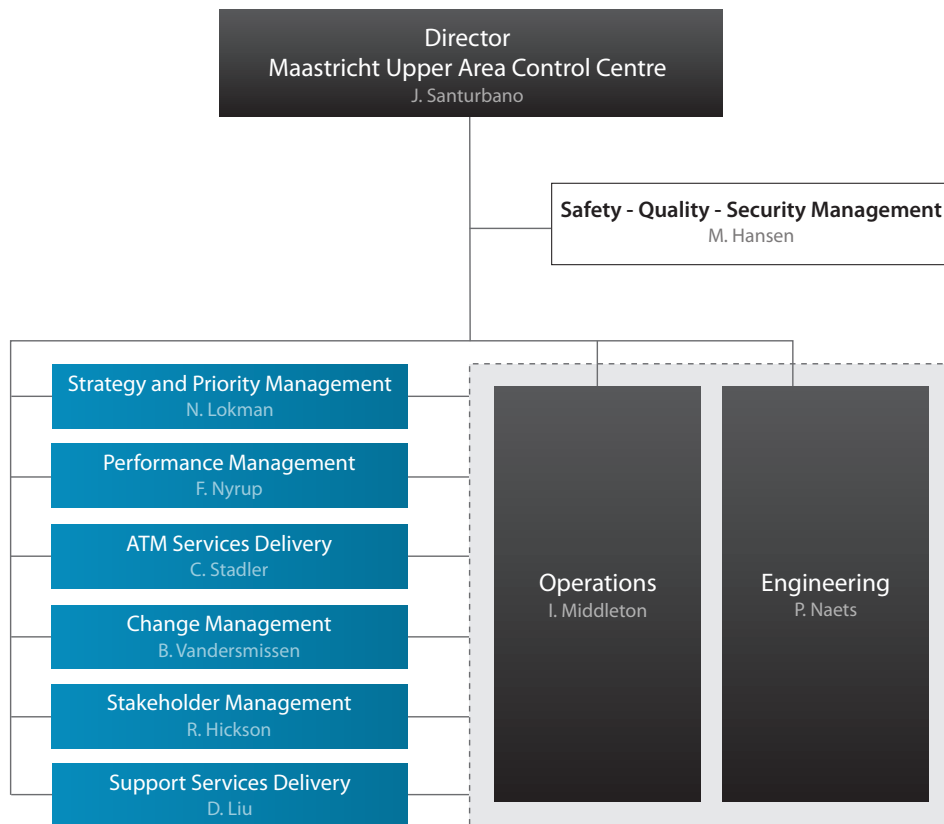 Director
Maastricht Upper Area Control Centre
J. Santurbano
Safety - Quality - Security Management
M. Hansen
Strategy and Priority Management
N. Lokman
Performance Management
F. Nyrup
ATM Services Delivery
C. Stadler
Change Management
B. Vandersmissen
Stakeholder Management
R. Hickson
Support Services Delivery
D. Liu
Operations
I. Middleton
Engineering
P. Naets